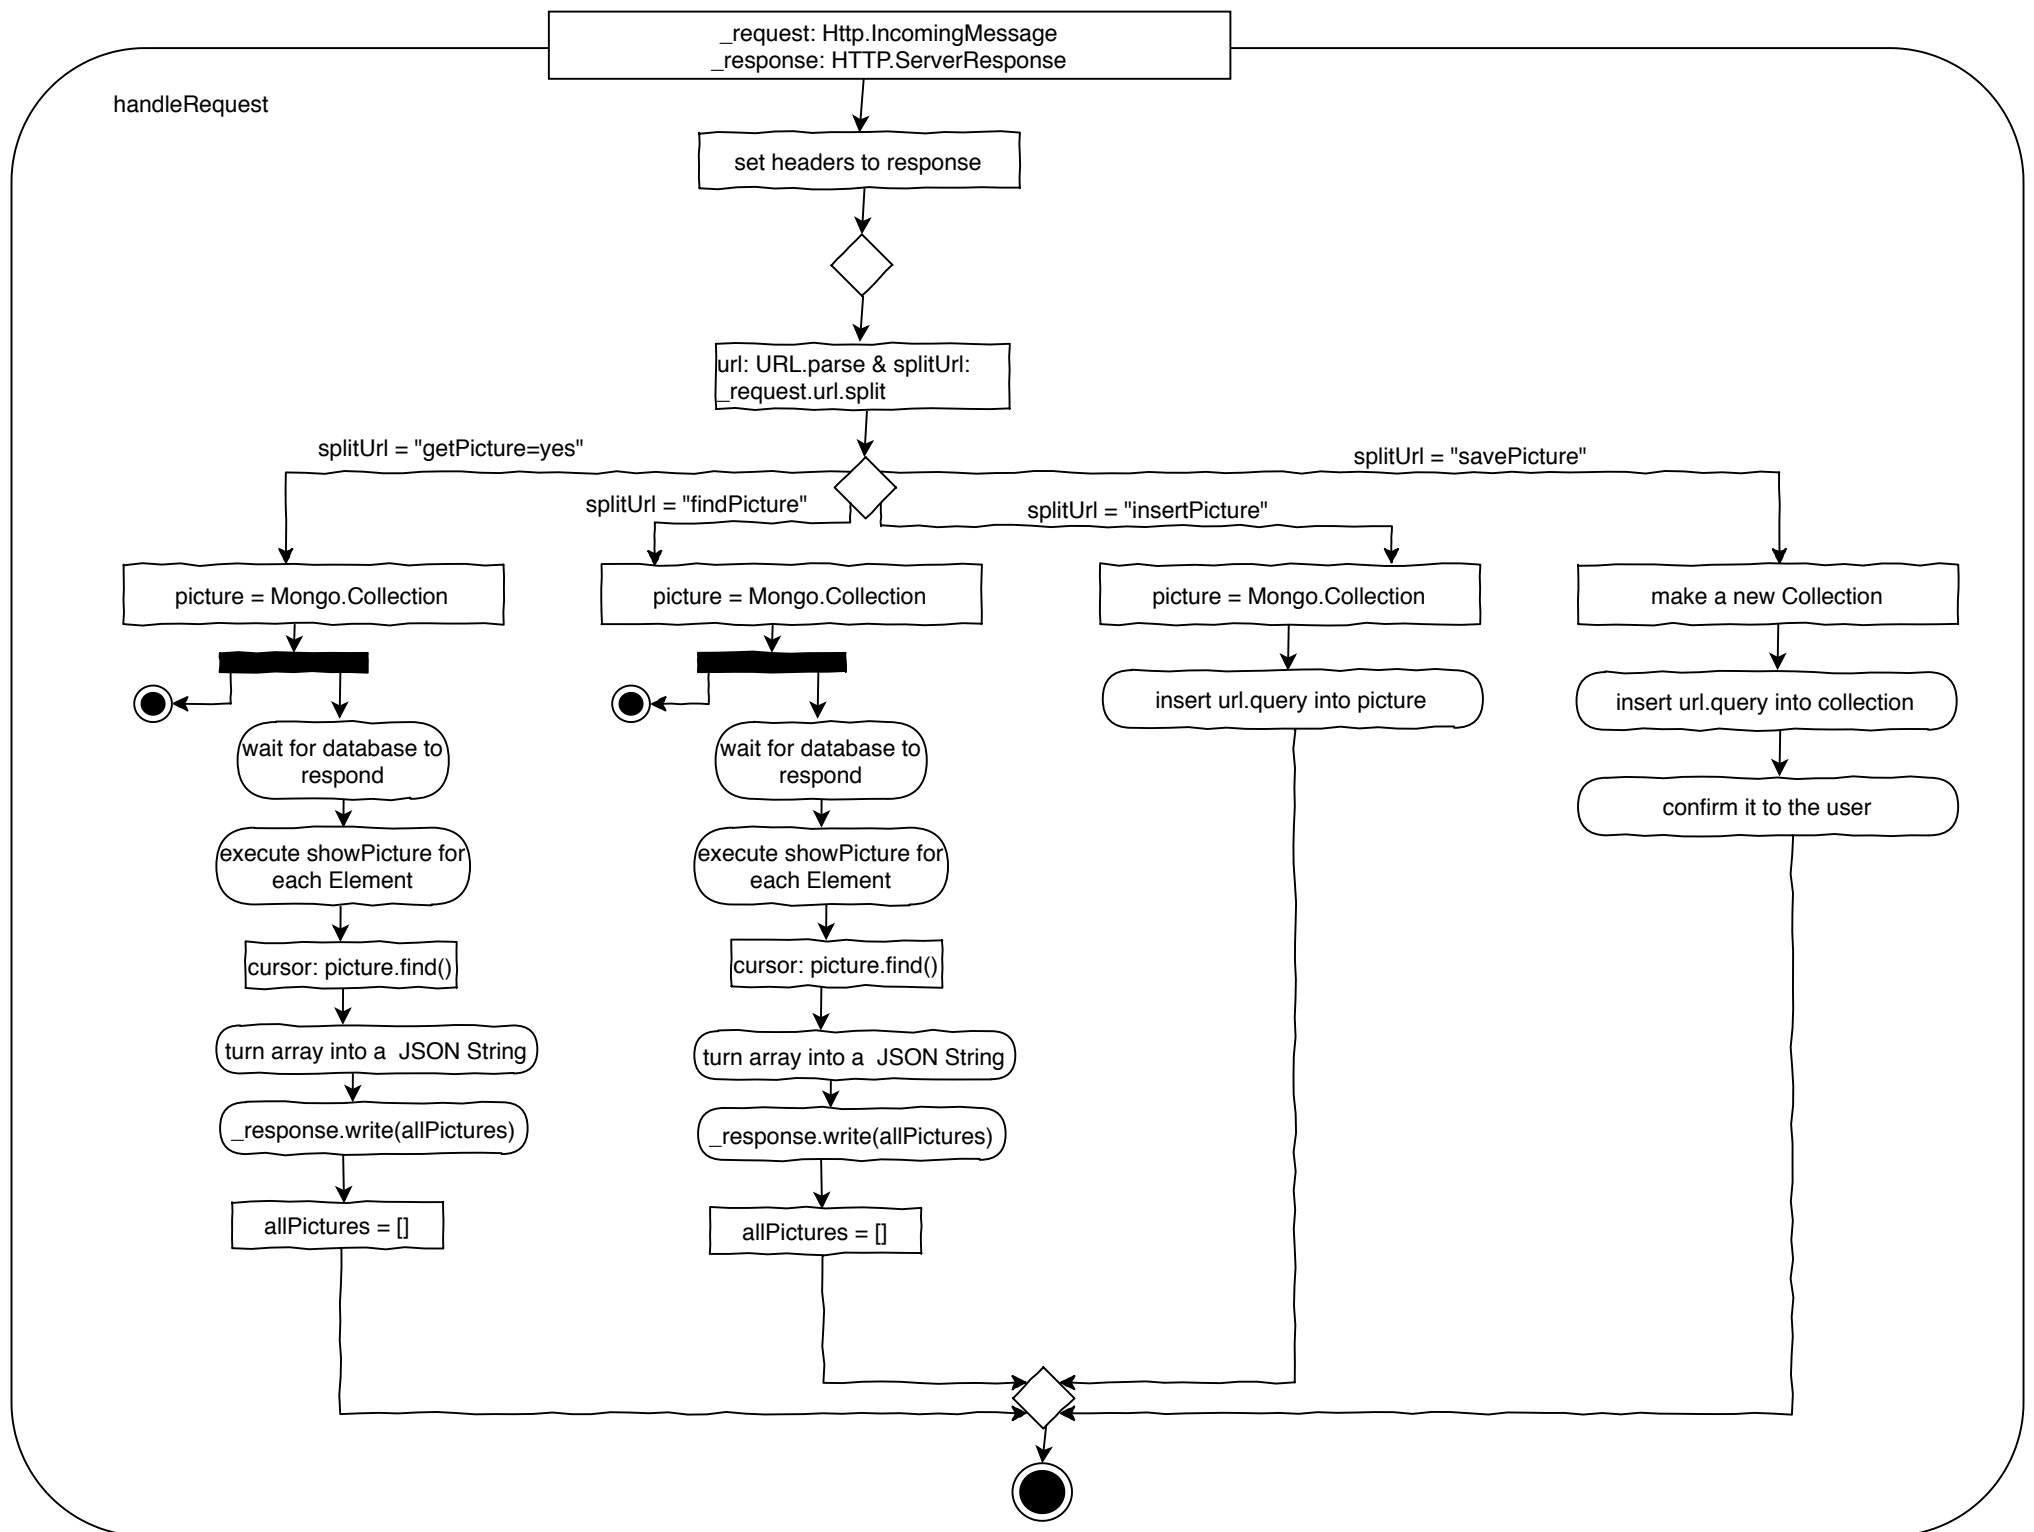 _request: Http.IncomingMessage
_response: HTTP.ServerResponse
handleRequest
set headers to response
url: URL.parse & splitUrl:
_request.url.split
splitUrl = "getPicture=yes"
splitUrl = "savePicture"
splitUrl = "findPicture"
splitUrl = "insertPicture"
picture = Mongo.Collection
picture = Mongo.Collection
picture = Mongo.Collection
make a new Collection
insert url.query into picture
insert url.query into collection
wait for database to
respond
wait for database to
respond
confirm it to the user
execute showPicture for
each Element
execute showPicture for
each Element
cursor: picture.find()
cursor: picture.find()
turn array into a  JSON String
turn array into a  JSON String
_response.write(allPictures)
_response.write(allPictures)
allPictures = []
allPictures = []